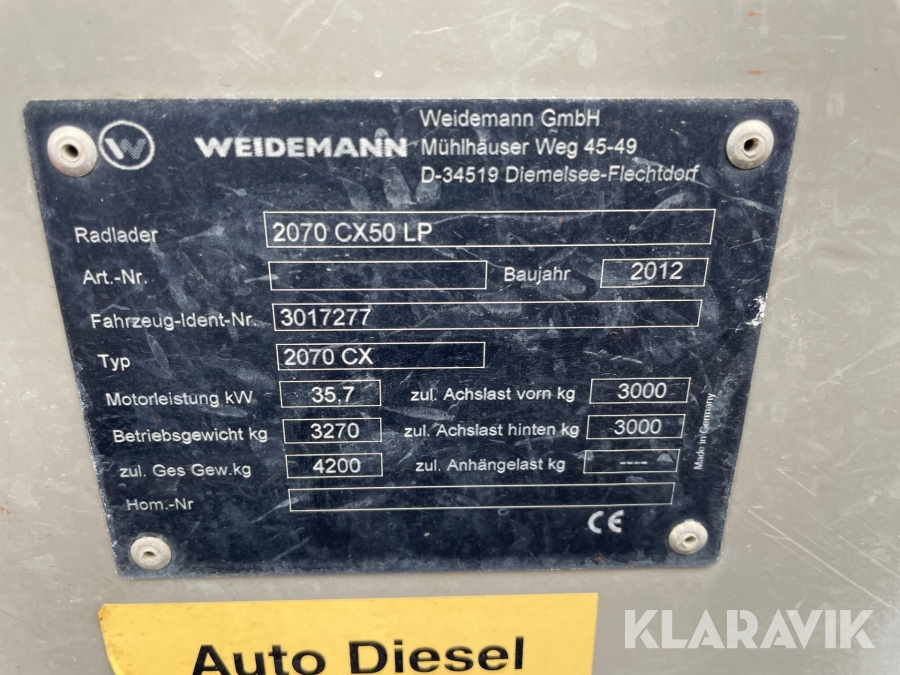 W WEIDEMANN
Weidemann GmbH
Mühlhäuser Weg 45-49
D-34519 Diemelsee-Flechtdorf
Radlader 2070 CX50 LP
Art.-Nr. Baujahr 2012
Fahrzeug-Ident-Nr. 3017277
Typ 2070 CX
Motorleistung kW 35,7 zul. Achslast vorn kg 3000
Betriebsgewicht kg 3270 zul. Achslast hinten kg 3000
zul. Ges Gew.kg 4200 zul. Anhängelast kg ----
Hom.-Nr
CE
Made in Germany
Auto Diesel
KLARAVIK